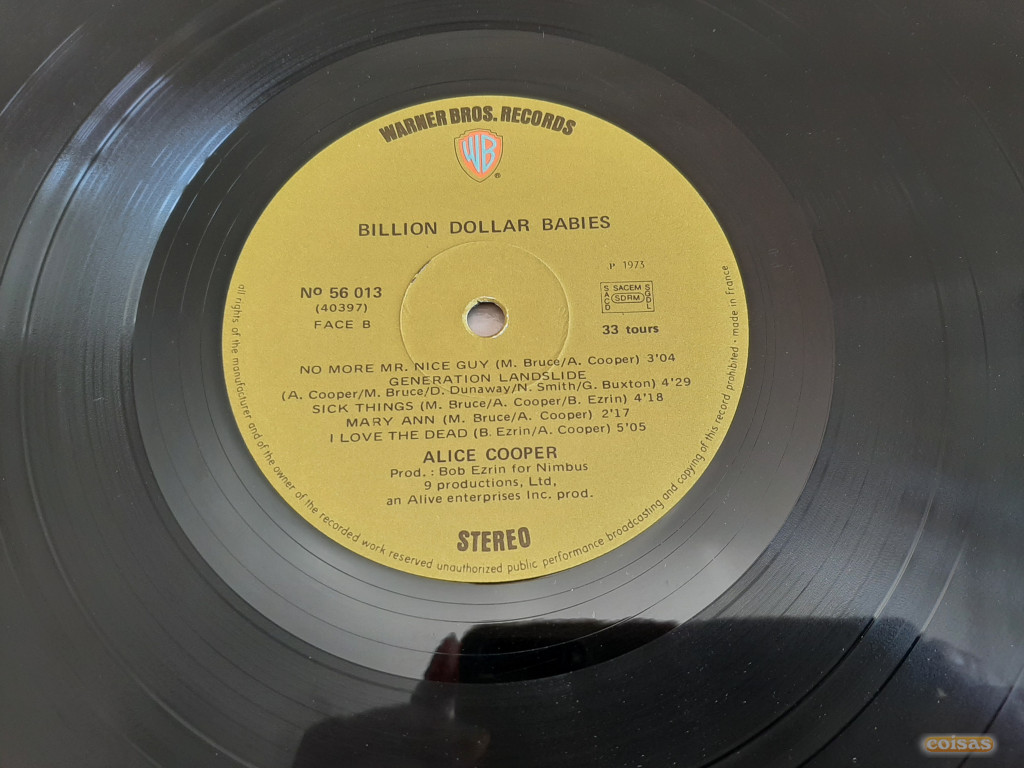 WARNER BROS. RECORDS
WB
®
BILLION DOLLAR BABIES
℗ 1973
Nº 56 013
(40397)
FACE B
S SACEM S
A SDRM G
C D
D L
33 tours
NO MORE MR. NICE GUY (M. Bruce/A. Cooper) 3'04
GENERATION LANDSLIDE
(A. Cooper/M. Bruce/D. Dunaway/N. Smith/G. Buxton) 4'29
SICK THINGS (M. Bruce/A. Cooper/B. Ezrin) 4'18
MARY ANN (M. Bruce/A. Cooper) 2'17
I LOVE THE DEAD (B. Ezrin/A. Cooper) 5'05
ALICE COOPER
Prod. : Bob Ezrin for Nimbus
9 productions, Ltd,
an Alive enterprises Inc. prod.
STEREO
all rights of the manufacturer and of the owner of the recorded work reserved unauthorized public performance broadcasting and copying of this record prohibited - made in france
coisas